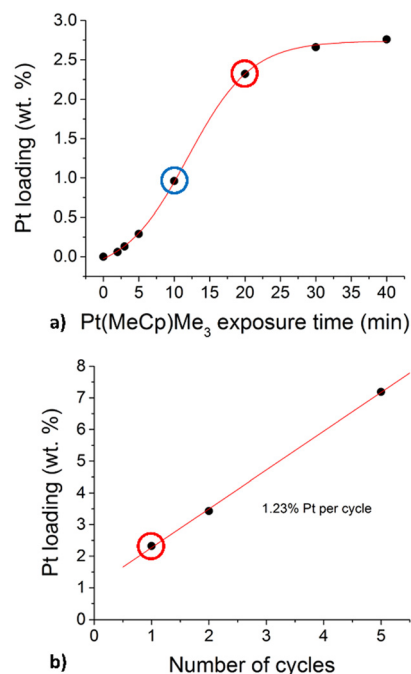 3.0
2.5
2.0
1.5
1.0
0.5
0.0
Pt loading (wt. %)
0 5 10 15 20 25 30 35 40
a) Pt(MeCp)Me₃ exposure time (min)
8
7
6
5
4
3
2
1
0
Pt loading (wt. %)
1.23% Pt per cycle
0 1 2 3 4 5
b) Number of cycles